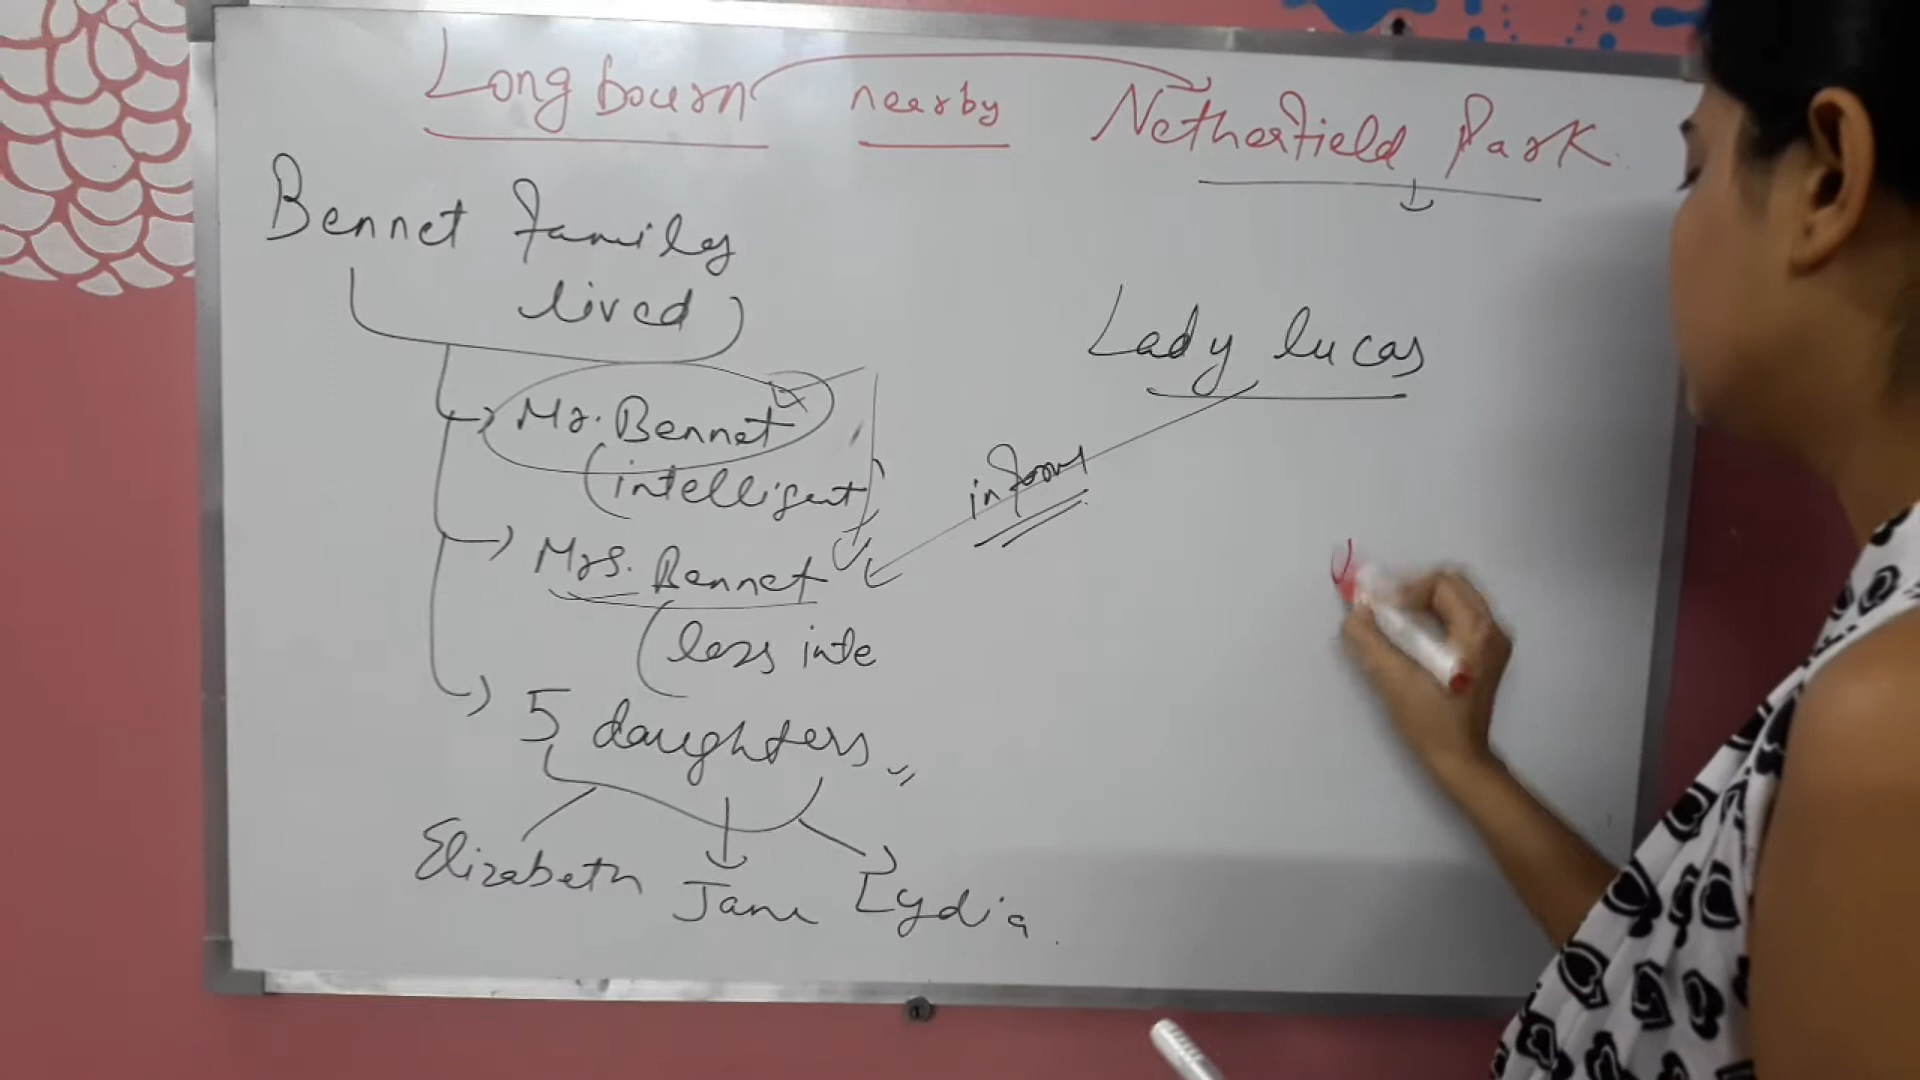 Longbourn nearby Netherfield Park
Bennet family
lived
Lady lucas
Mr. Bennet
(intelligent)
inform
Mrs. Bennet
(less inte
5 daughters
Elizabeth Jane Lydia